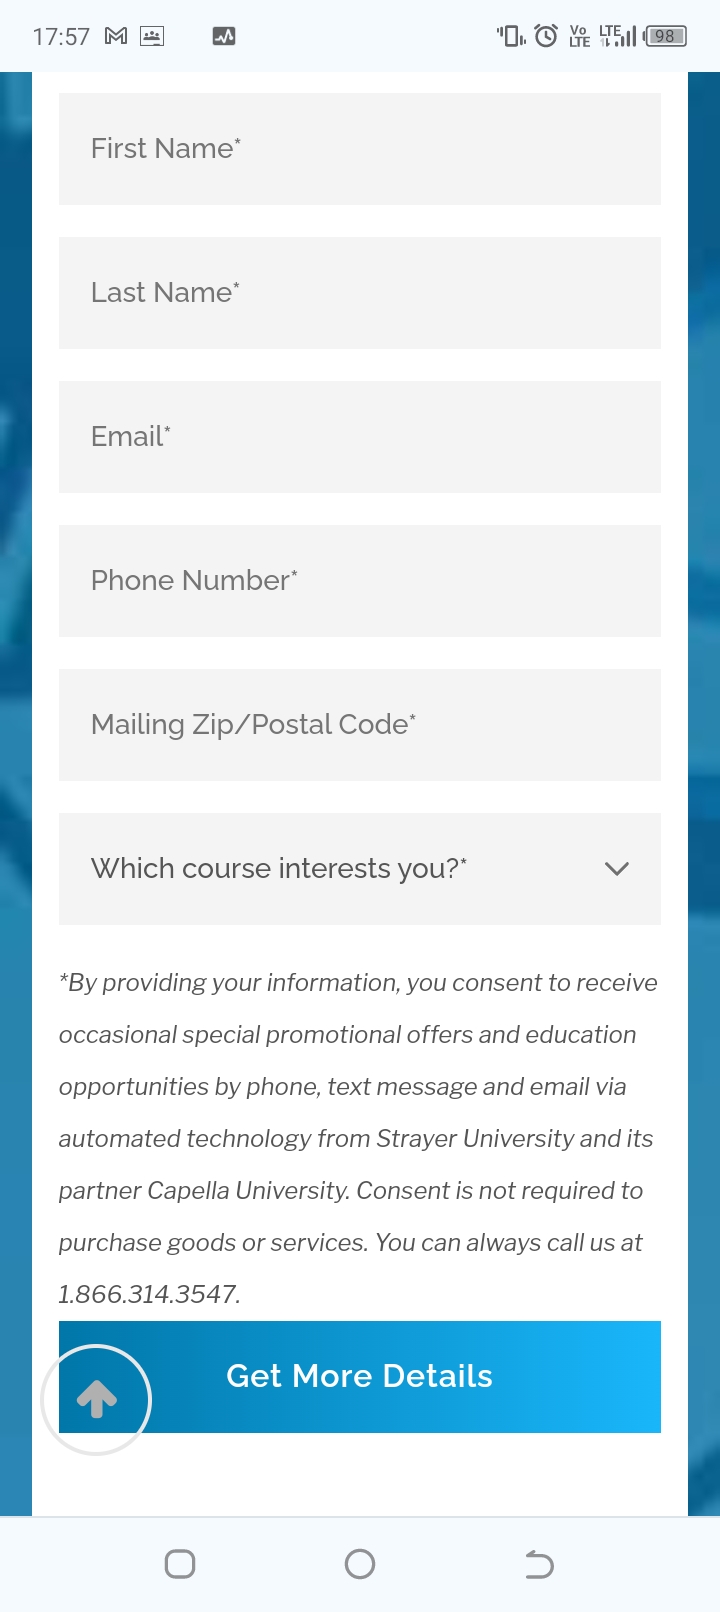 17:57 Vo LTE LTE 98
First Name*
Last Name*
Email*
Phone Number*
Mailing Zip/Postal Code*
Which course interests you?*
*By providing your information, you consent to receive
occasional special promotional offers and education
opportunities by phone, text message and email via
automated technology from Strayer University and its
partner Capella University. Consent is not required to
purchase goods or services. You can always call us at
1.866.314.3547.
Get More Details